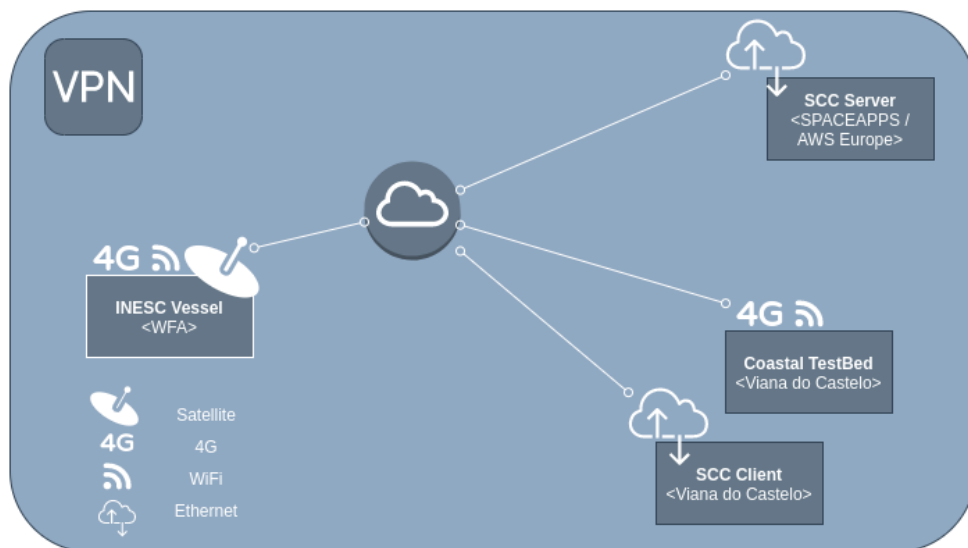 VPN
SCC Server
<SPACEAPPS /
AWS Europe>
4G
INESC Vessel
<WFA>
4G
Coastal TestBed
<Viana do Castelo>
SCC Client
<Viana do Castelo>
Satellite
4G
4G
WiFi
Ethernet